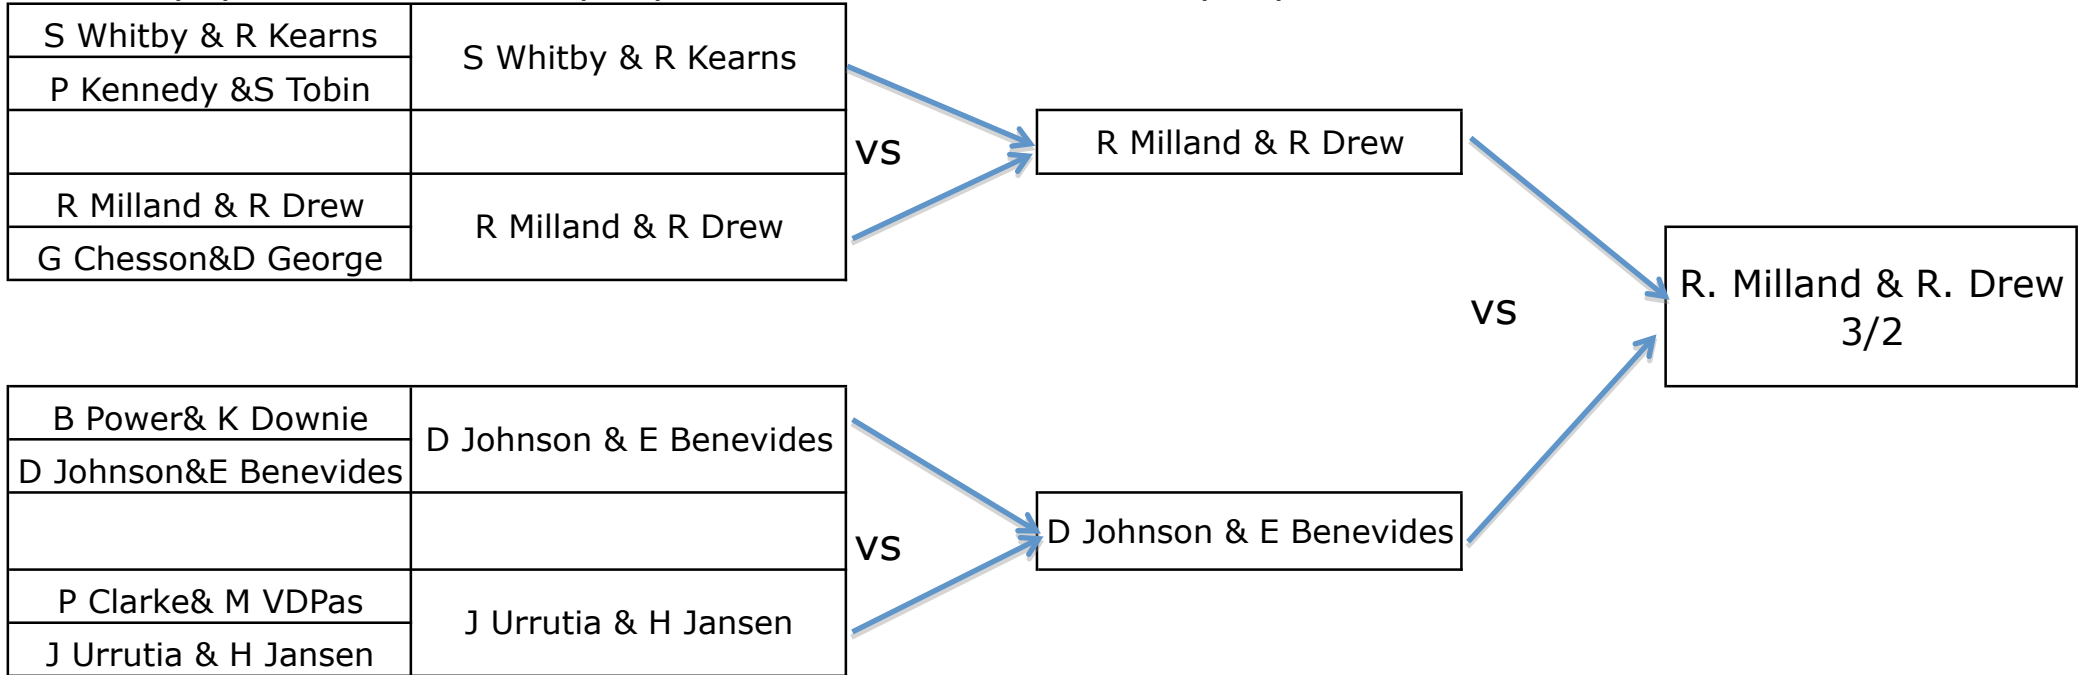 S Whitby & R Kearns
P Kennedy &S Tobin
S Whitby & R Kearns
vs
R Milland & R Drew
G Chesson&D George
R Milland & R Drew
R Milland & R Drew
vs
R. Milland & R. Drew
3/2
B Power& K Downie
D Johnson&E Benevides
D Johnson & E Benevides
vs
P Clarke& M VDPas
J Urrutia & H Jansen
J Urrutia & H Jansen
D Johnson & E Benevides